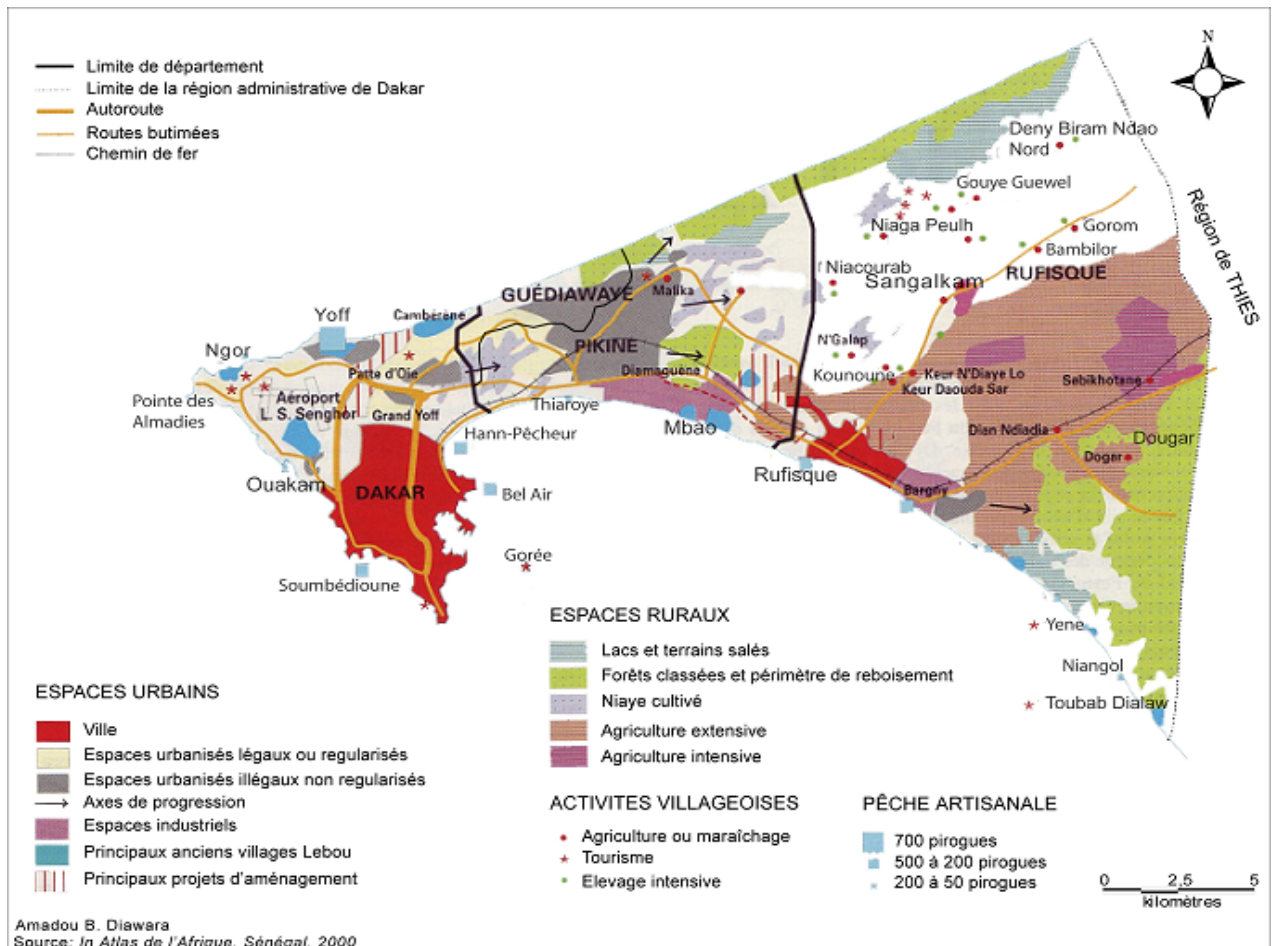 Limite de département
Limite de la région administrative de Dakar
Autoroute
Routes butimées
Chemin de fer
N
Deny Biram Ndao
Nord
Gouye Guewel
Niaga Peulh
Gorom
Bambilor
Région de THIES
Niacourab
Sangalkam
RUFISQUE
GUÉDIAWAYE
Malika
Yoff
Cambérène
Ngor
PIKINE
N'Galap
Patte d'Oie
Diamaguène
Kounoune
Keur N'Diaye Lo
Keur Daouda Sar
Sebikhotane
Pointe des
Almadies
Aéroport
L. S. Senghor
Grand Yoff
Thiaroye
Mbao
Hann-Pêcheur
Dian Ndiadia
Dougar
Dogar
Rufisque
Ouakam
DAKAR
Bel Air
Bargny
Gorée
Soumbédioune
Yene
Niangol
Toubab Dialaw
ESPACES URBAINS
Ville
Espaces urbanisés légaux ou regularisés
Espaces urbanisés illégaux non regularisés
Axes de progression
Espaces industriels
Principaux anciens villages Lebou
Principaux projets d'aménagement
ESPACES RURAUX
Lacs et terrains salés
Forêts classées et périmètre de reboisement
Niaye cultivé
Agriculture extensive
Agriculture intensive
ACTIVITES VILLAGEOISES
Agriculture ou maraîchage
Tourisme
Elevage intensive
PÊCHE ARTISANALE
700 pirogues
500 à 200 pirogues
200 à 50 pirogues
0 2,5 5
kilomètres
Amadou B. Diawara
Source: In Atlas de l'Afrique, Sénégal, 2000